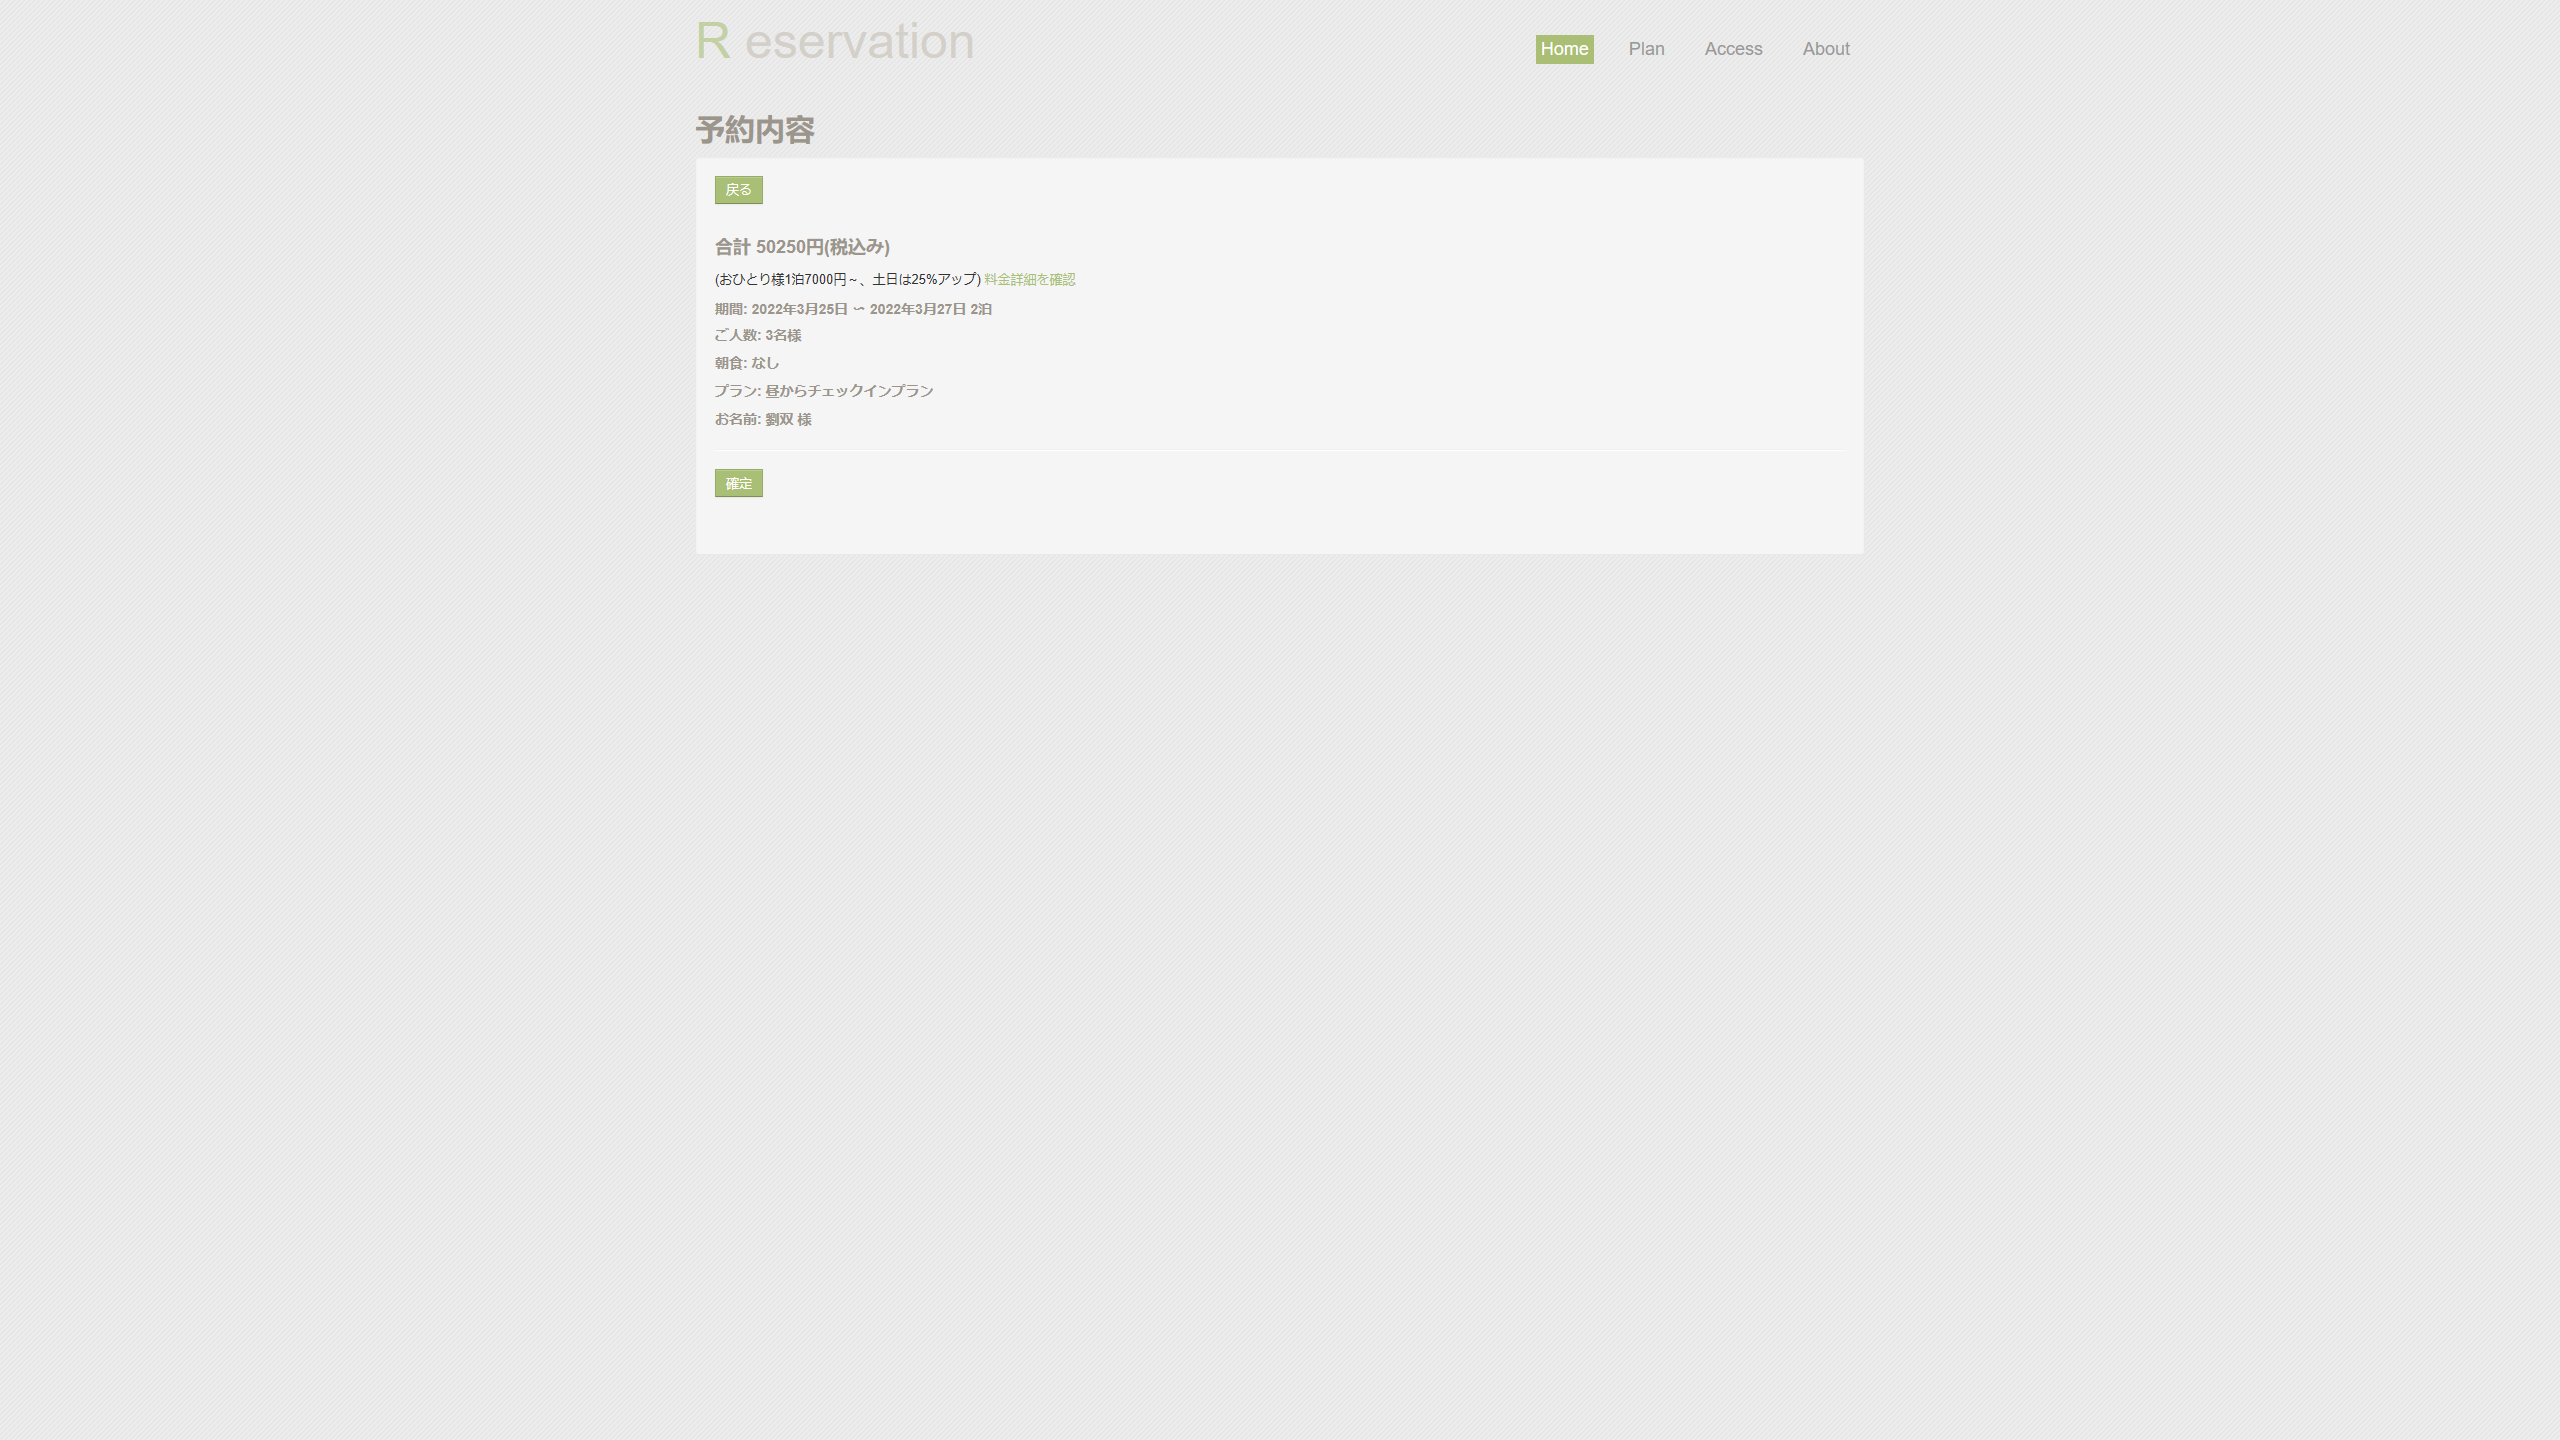 R eservation
Home Plan Access About
予約内容
戻る
合計 50250円(税込み)
(おひとり様1泊7000円～、土日は25%アップ) 料金詳細を確認
期間: 2022年3月25日 〜 2022年3月27日 2泊
ご人数: 3名様
朝食: なし
プラン: 昼からチェックインプラン
お名前: 劉双 様
確定